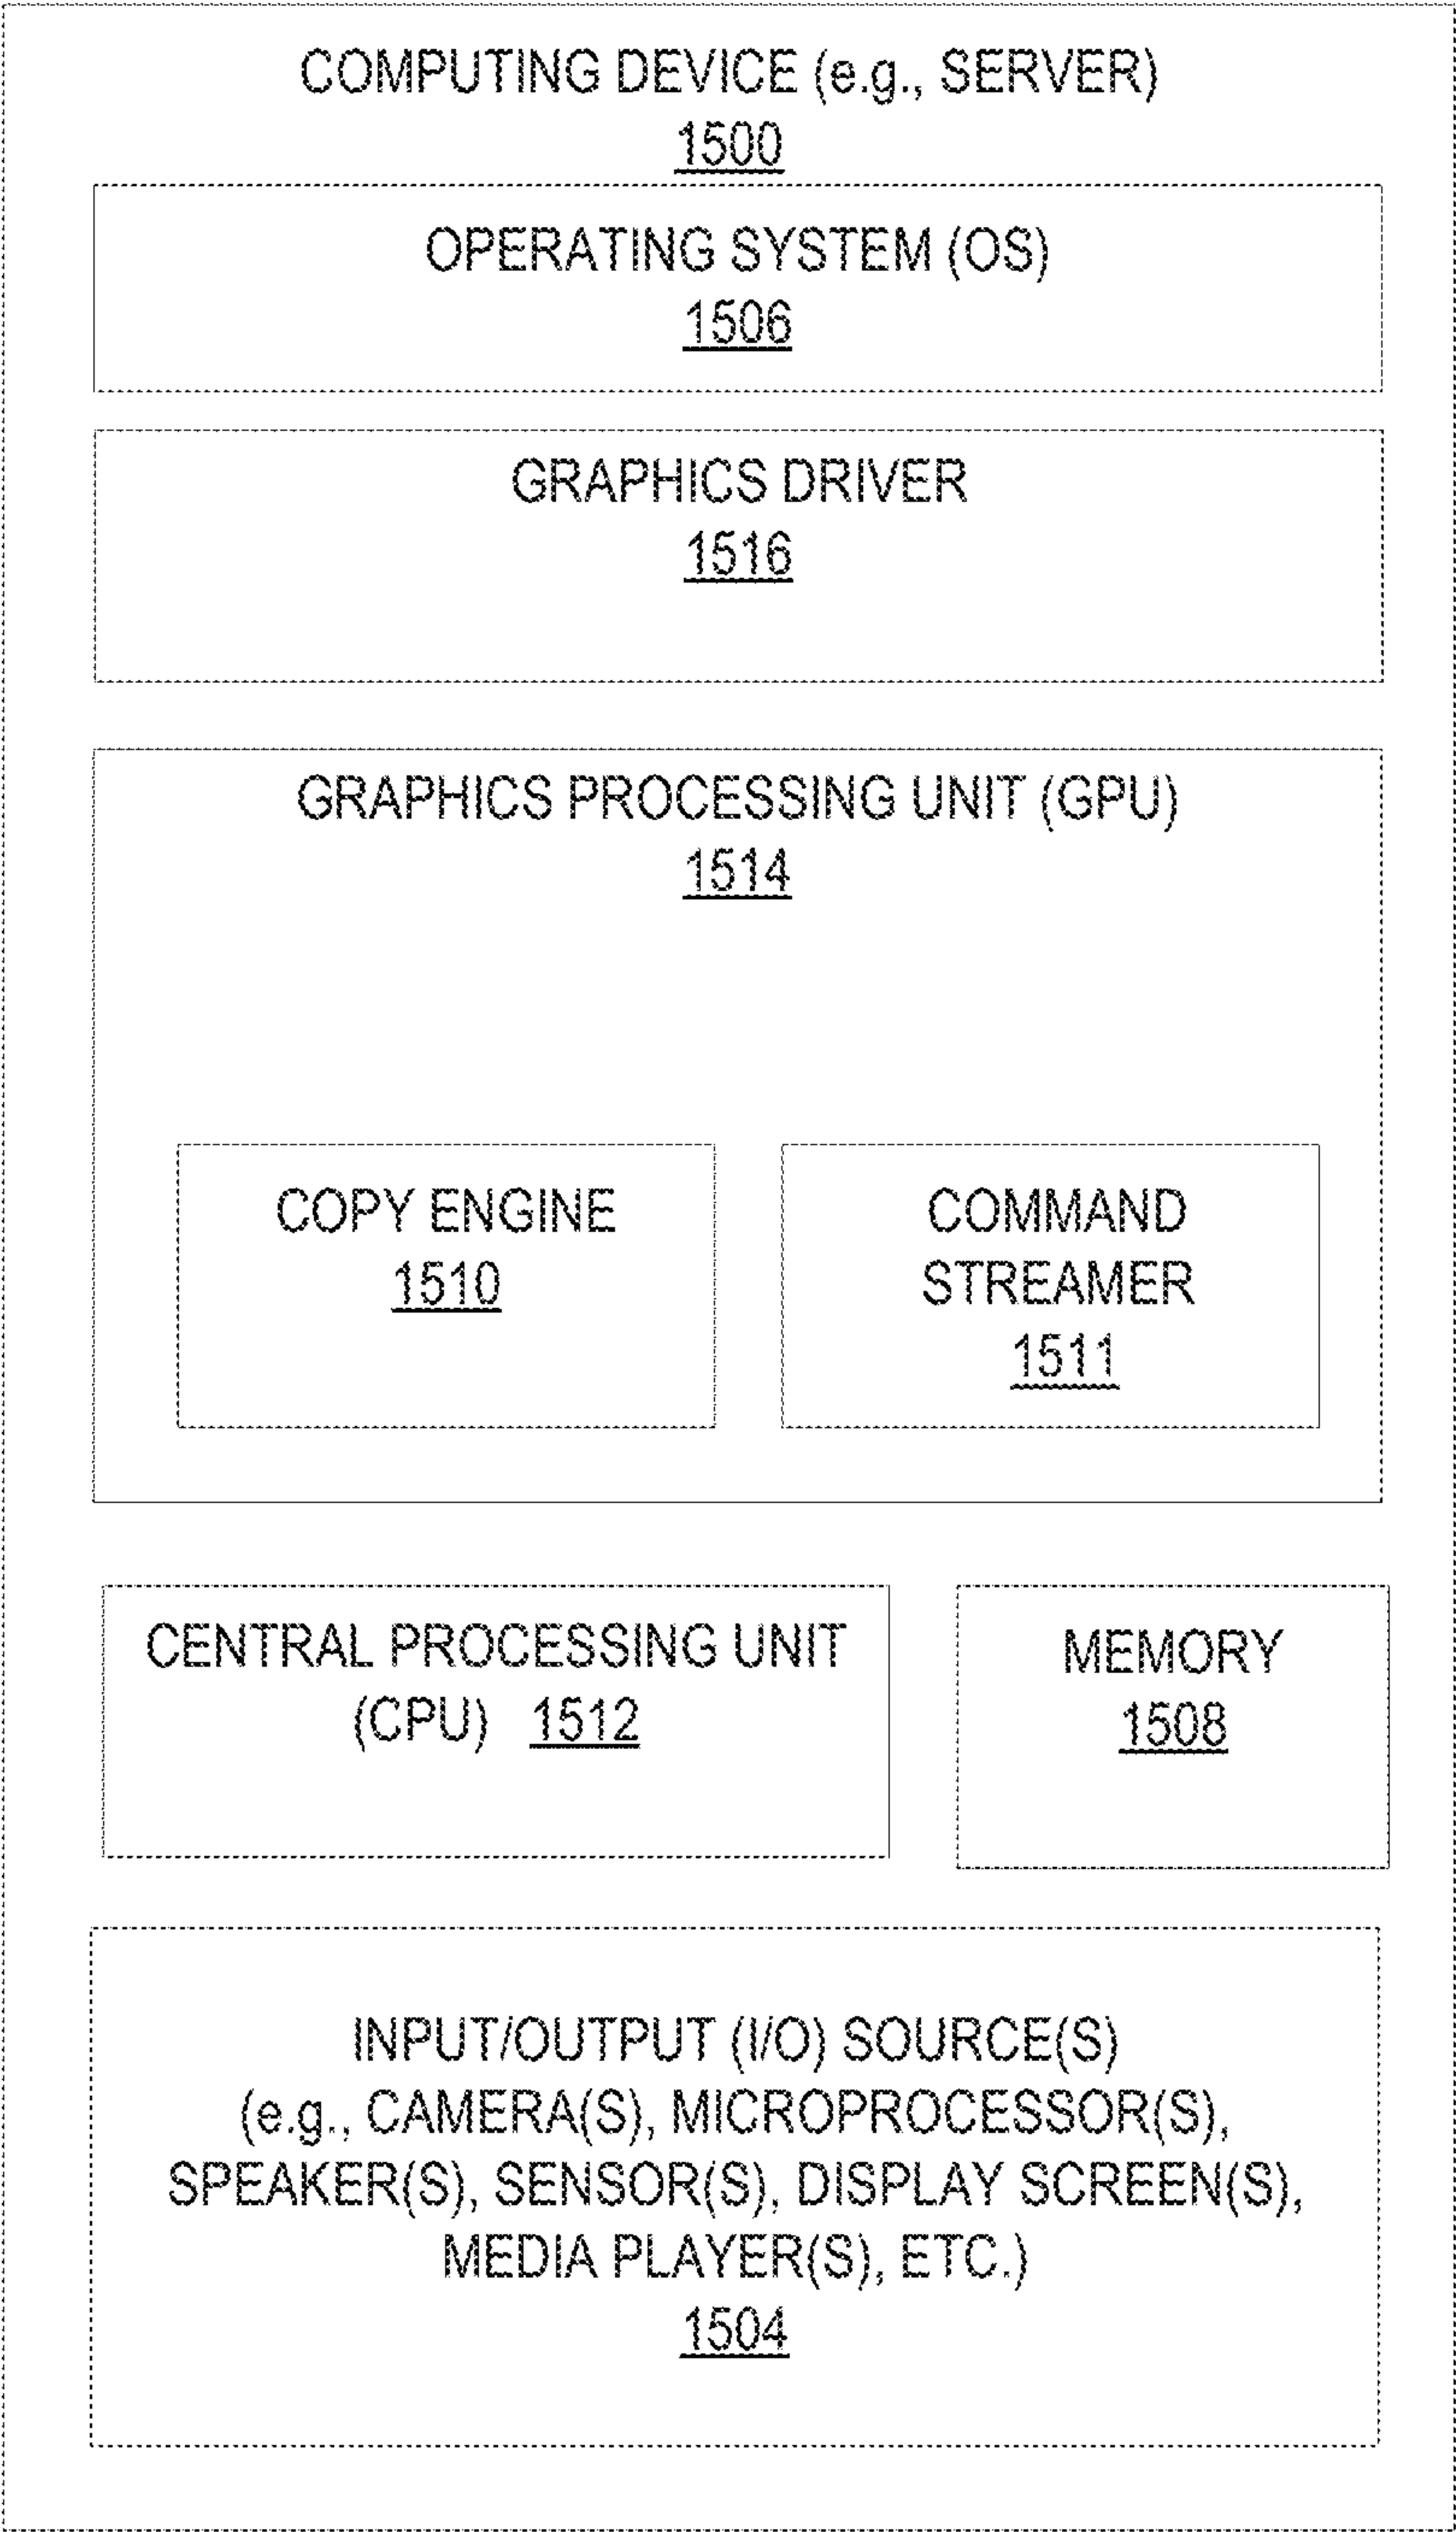 COMPUTING DEVICE (e.g., SERVER)
1500
OPERATING SYSTEM (OS)
1506
GRAPHICS DRIVER
1516
GRAPHICS PROCESSING UNIT (GPU)
1514
COPY ENGINE
1510
COMMAND
STREAMER
1511
CENTRAL PROCESSING UNIT
(CPU) 1512
MEMORY
1508
INPUT/OUTPUT (I/O) SOURCE(S)
(e.g., CAMERA(S), MICROPROCESSOR(S),
SPEAKER(S), SENSOR(S), DISPLAY SCREEN(S),
MEDIA PLAYER(S), ETC.)
1504